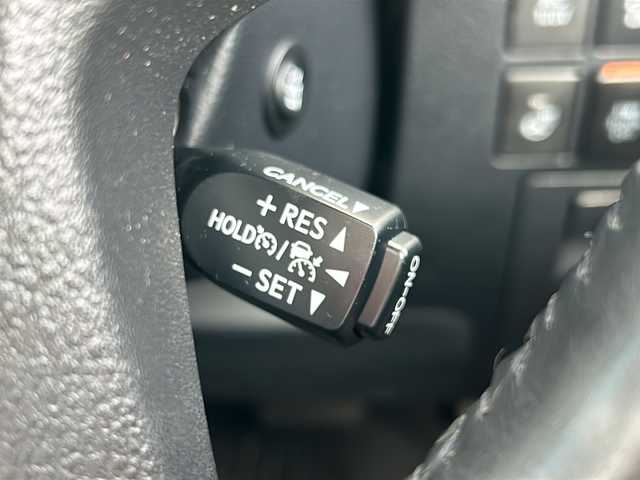 CANCEL▼
+ RES ▲
HOLD /
− SET ▼
ON-OFF